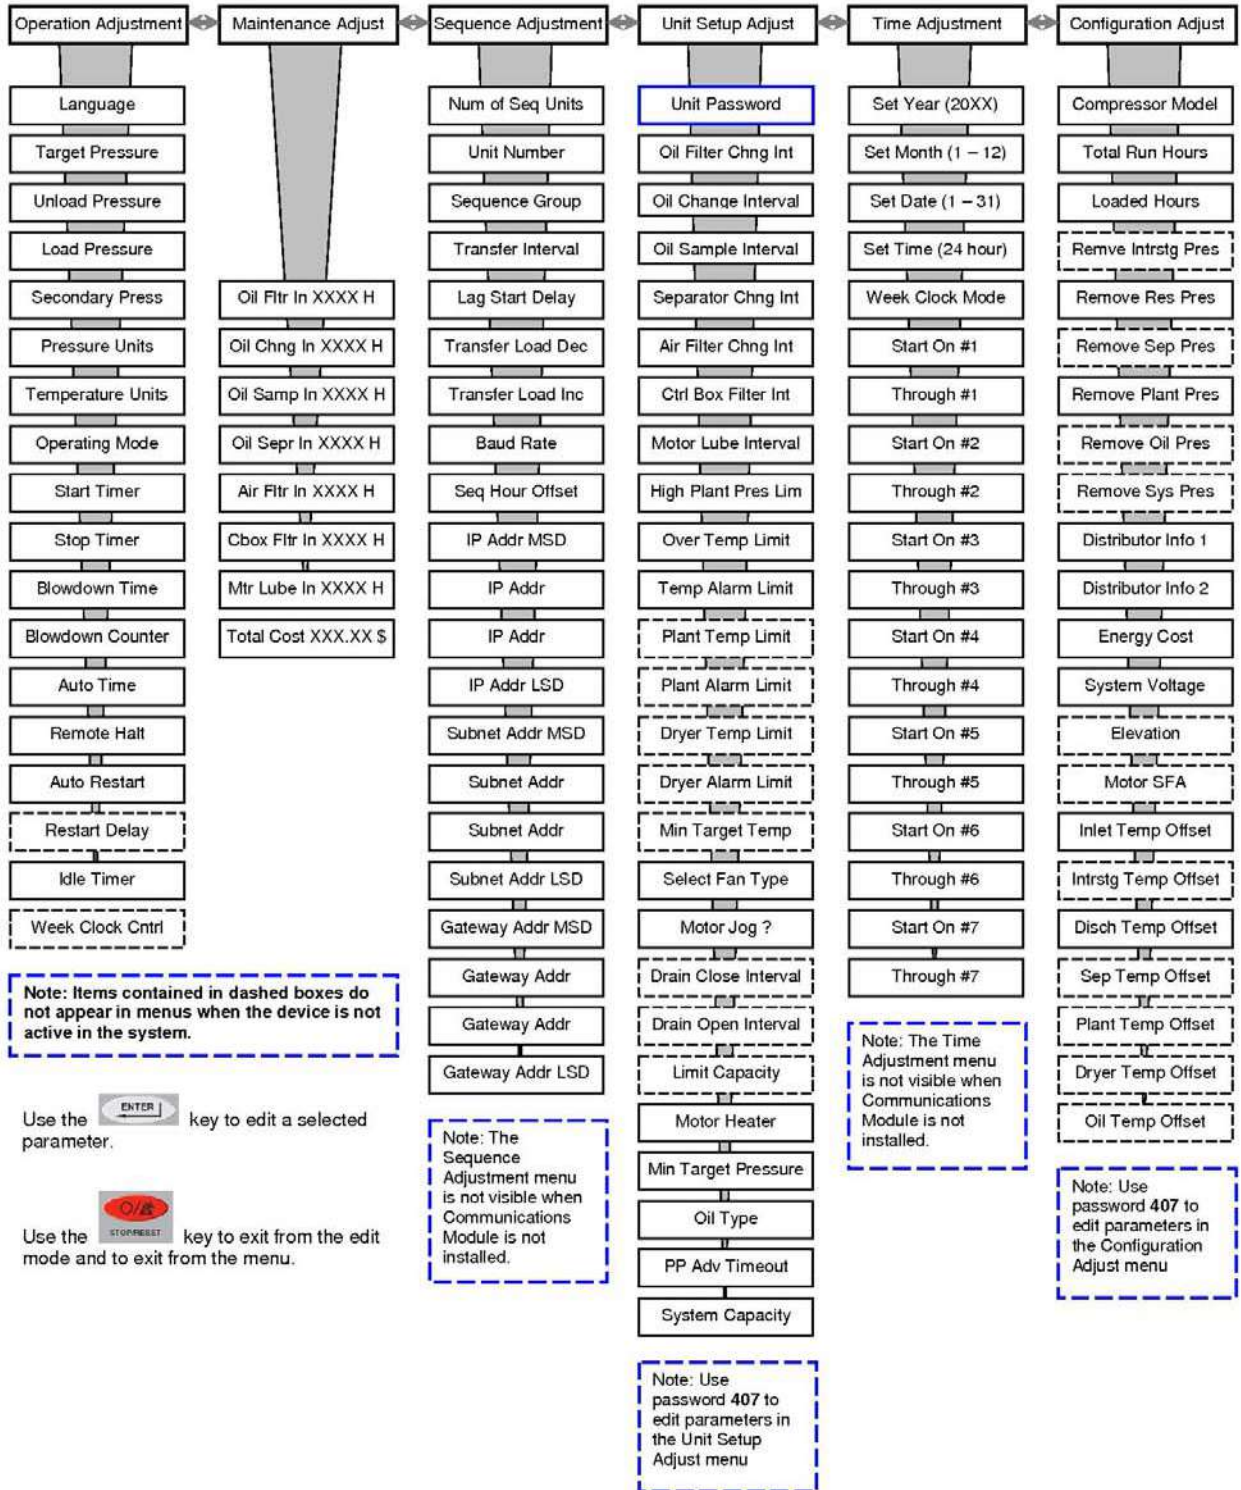 Operation Adjustment
Maintenance Adjust
Sequence Adjustment
Unit Setup Adjust
Time Adjustment
Configuration Adjust
Language
Target Pressure
Unload Pressure
Load Pressure
Secondary Press
Pressure Units
Temperature Units
Operating Mode
Start Timer
Stop Timer
Blowdown Time
Blowdown Counter
Auto Time
Remote Halt
Auto Restart
Restart Delay
Idle Timer
Week Clock Cntrl
Note: Items contained in dashed boxes do
not appear in menus when the device is not
active in the system.
Use the ENTER key to edit a selected
parameter.
Use the STOP/RESET key to exit from the edit
mode and to exit from the menu.
Oil Fltr In XXXX H
Oil Chng In XXXX H
Oil Samp In XXXX H
Oil Sepr In XXXX H
Air Fltr In XXXX H
Cbox Fltr In XXXX H
Mtr Lube In XXXX H
Total Cost XXX.XX $
Num of Seq Units
Unit Number
Sequence Group
Transfer Interval
Lag Start Delay
Transfer Load Dec
Transfer Load Inc
Baud Rate
Seq Hour Offset
IP Addr MSD
IP Addr
IP Addr
IP Addr LSD
Subnet Addr MSD
Subnet Addr
Subnet Addr
Subnet Addr LSD
Gateway Addr MSD
Gateway Addr
Gateway Addr
Gateway Addr LSD
Note: The
Sequence
Adjustment menu
is not visible when
Communications
Module is not
installed.
Unit Password
Oil Filter Chng Int
Oil Change Interval
Oil Sample Interval
Separator Chng Int
Air Filter Chng Int
Ctrl Box Filter Int
Motor Lube Interval
High Plant Pres Lim
Over Temp Limit
Temp Alarm Limit
Plant Temp Limit
Plant Alarm Limit
Dryer Temp Limit
Dryer Alarm Limit
Min Target Temp
Select Fan Type
Motor Jog ?
Drain Close Interval
Drain Open Interval
Limit Capacity
Motor Heater
Min Target Pressure
Oil Type
PP Adv Timeout
System Capacity
Note: Use
password 407 to
edit parameters in
the Unit Setup
Adjust menu
Set Year (20XX)
Set Month (1 – 12)
Set Date (1 – 31)
Set Time (24 hour)
Week Clock Mode
Start On #1
Through #1
Start On #2
Through #2
Start On #3
Through #3
Start On #4
Through #4
Start On #5
Through #5
Start On #6
Through #6
Start On #7
Through #7
Note: The Time
Adjustment menu
is not visible when
Communications
Module is not
installed.
Compressor Model
Total Run Hours
Loaded Hours
Remve Intrstg Pres
Remove Res Pres
Remove Sep Pres
Remove Plant Pres
Remove Oil Pres
Remove Sys Pres
Distributor Info 1
Distributor Info 2
Energy Cost
System Voltage
Elevation
Motor SFA
Inlet Temp Offset
Intrstg Temp Offset
Disch Temp Offset
Sep Temp Offset
Plant Temp Offset
Dryer Temp Offset
Oil Temp Offset
Note: Use
password 407 to
edit parameters in
the Configuration
Adjust menu